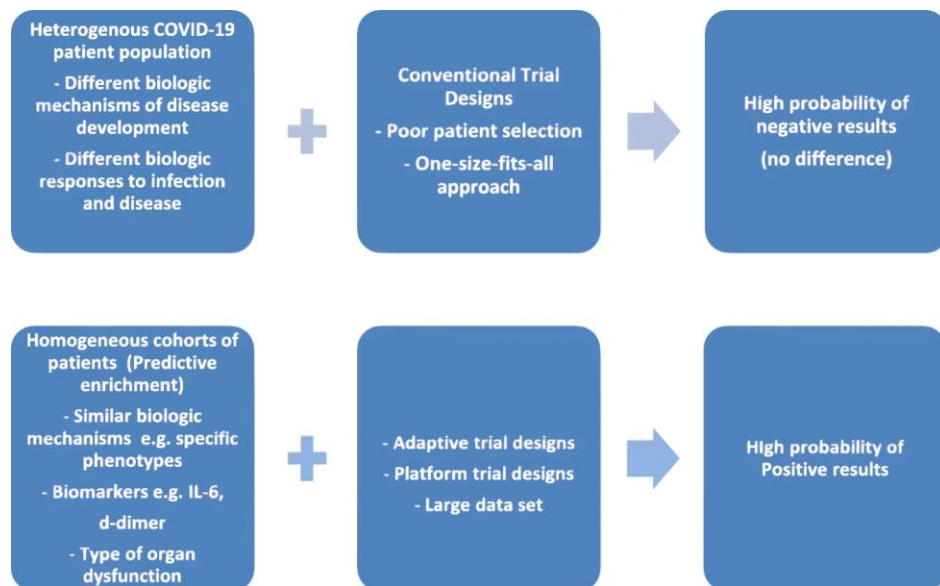 Heterogenous COVID-19
patient population
- Different biologic
mechanisms of disease
development
- Different biologic
responses to infection
and disease
Conventional Trial
Designs
- Poor patient selection
- One-size-fits-all
approach
High probability of
negative results
(no difference)
Homogeneous cohorts of
patients (Predictive
enrichment)
- Similar biologic
mechanisms e.g. specific
phenotypes
- Biomarkers e.g. IL-6,
d-dimer
- Type of organ
dysfunction
- Adaptive trial designs
- Platform trial designs
- Large data set
HIgh probability of
Positive results